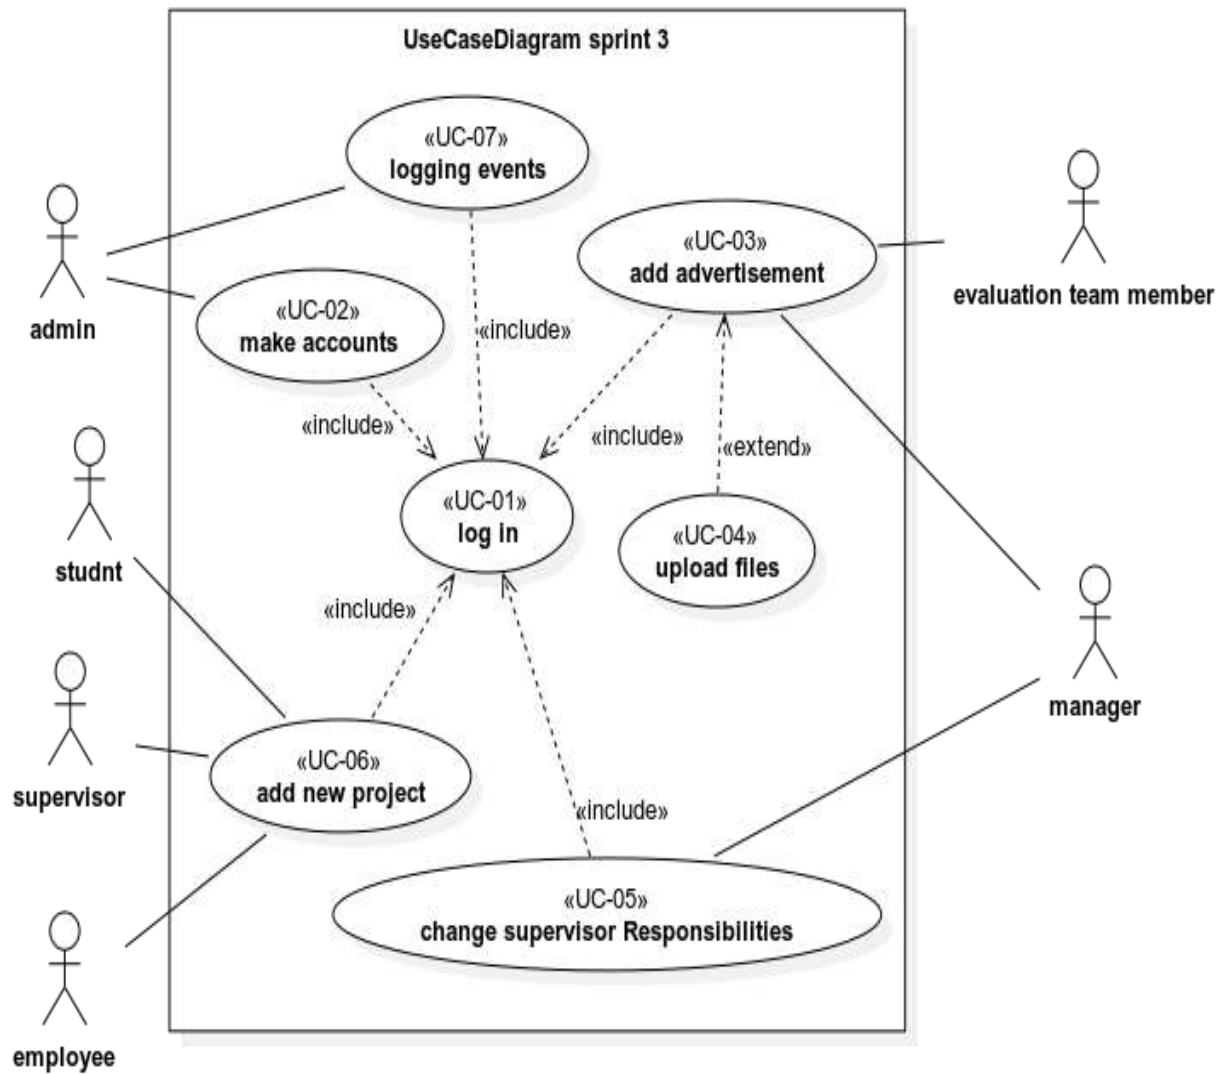 UseCaseDiagram sprint 3
«UC-07»
logging events
«UC-03»
add advertisement
evaluation team member
admin
«UC-02»
make accounts
«include»
«include»
«include»
«extend»
«UC-01»
log in
«UC-04»
upload files
studnt
«include»
manager
supervisor
«UC-06»
add new project
«include»
«UC-05»
change supervisor Responsibilities
employee